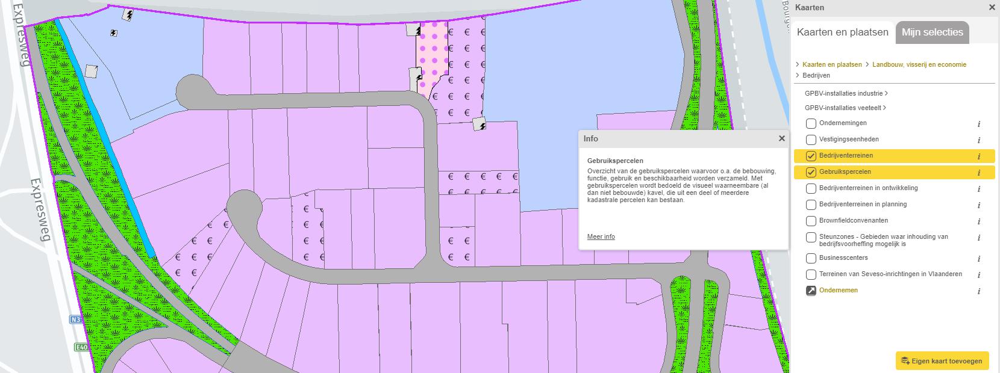 Expresweg
Expresweg
Expresweg
N31
E40
Info
Gebruikspercelen
Overzicht van de gebruikspercelen waarvoor o.a. de bebouwing,
functie, gebruik en beschikbaarheid worden verzameld. Met
gebruikspercelen wordt bedoeld de visueel waarneembare (al
dan niet bebouwde) kavel, die uit een deel of meerdere
kadastrale percelen kan bestaan.
Meer info
Kaarten
Kaarten en plaatsen
Mijn selecties
> Kaarten en plaatsen > Landbouw, visserij en economie
> Bedrijven
GPBV-installaties industrie >
GPBV-installaties veeteelt >
Ondernemingen
Vestigingseenheden
Bedrijventerreinen
Gebruikspercelen
Bedrijventerreinen in ontwikkeling
Bedrijventerreinen in planning
Brownfieldconvenanten
Steunzones - Gebieden waar inhouding van
bedrijfsvoorheffing mogelijk is
Businesscenters
Terreinen van Seveso-inrichtingen in Vlaanderen
Ondernemen
Eigen kaart toevoegen